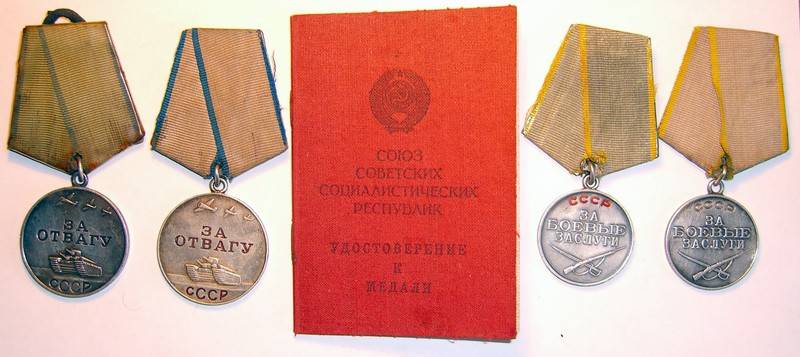 ЗА
ОТВАГУ
СССР
ЗА
ОТВАГУ
СССР
СОЮЗ
СОВЕТСКИХ
СОЦИАЛИСТИЧЕСКИХ
РЕСПУБЛИК
УДОСТОВЕРЕНИЕ
К
МЕДАЛИ
СССР
ЗА
БОЕВЫЕ
ЗАСЛУГИ
СССР
ЗА
БОЕВЫЕ
ЗАСЛУГИ